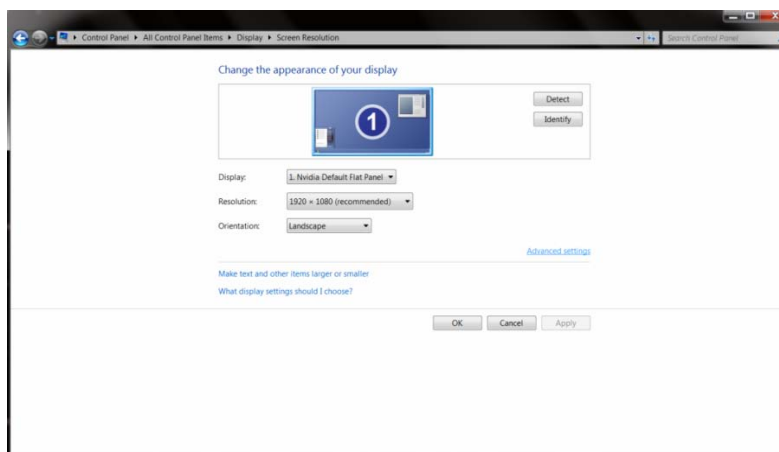 Control Panel ▸ All Control Panel Items ▸ Display ▸ Screen Resolution
Search Control Panel
Change the appearance of your display
1
Detect
Identify
Display: 1. Nvidia Default Flat Panel
Resolution: 1920 × 1080 (recommended)
Orientation: Landscape
Advanced settings
Make text and other items larger or smaller
What display settings should I choose?
OK Cancel Apply